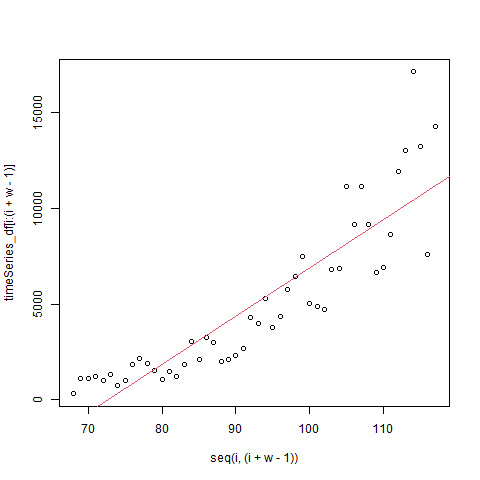 15000
10000
5000
0
timeSeries_df[i:(i + w - 1)]
70 80 90 100 110
seq(i, (i + w - 1))